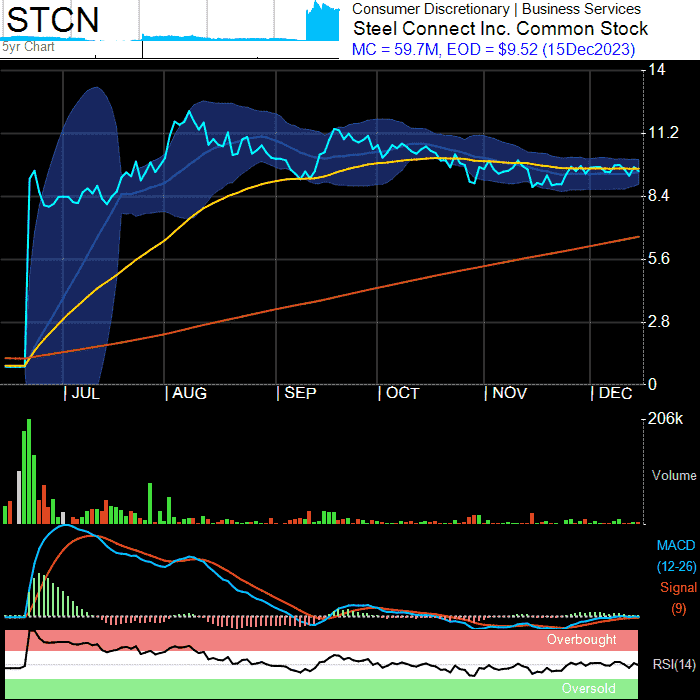 STCN
5yr Chart
Consumer Discretionary | Business Services
Steel Connect Inc. Common Stock
MC = 59.7M, EOD = $9.52 (15Dec2023)
14
11.2
8.4
5.6
2.8
0
| JUL | AUG | SEP | OCT | NOV | DEC
206k
Volume
MACD
(12-26)
Signal
(9)
Overbought
RSI(14)
Oversold